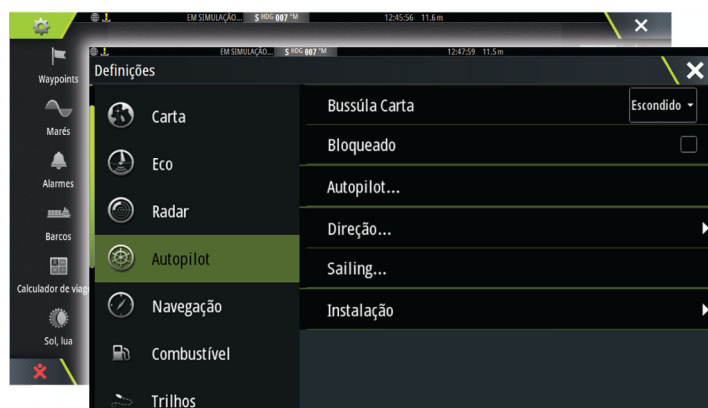 EM SIMULAÇÃO... S HDG 007 °M 12:45:56 11.6 m
Waypoints
Marés
Alarmes
Barcos
Calculador de viag
Sol, lua
EM SIMULAÇÃO... S HDG 007 °M 12:47:59 11.5 m
Definições
Carta
Eco
Radar
Autopilot
Navegação
Combustível
Trilhos
Bussúla Carta Escondido
Bloqueado
Autopilot...
Direção...
Sailing...
Instalação